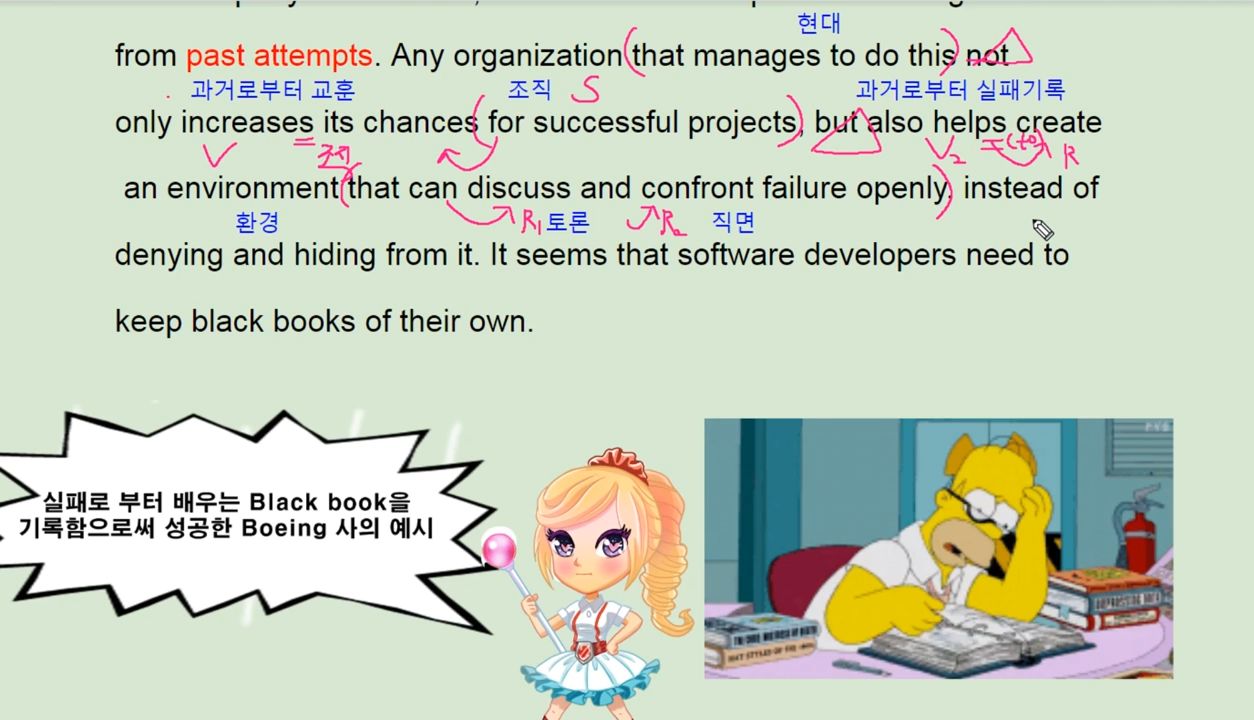 현대
from past attempts. Any organization (that manages to do this) not
과거로부터 교훈 조직 S 과거로부터 실패기록
only increases its chances (for successful projects), but also helps create
V V2 (to) R
an environment (that can discuss and confront failure openly), instead of
환경 R1 토론 R2 직면
denying and hiding from it. It seems that software developers need to
keep black books of their own.
실패로 부터 배우는 Black book을
기록함으로써 성공한 Boeing 사의 예시